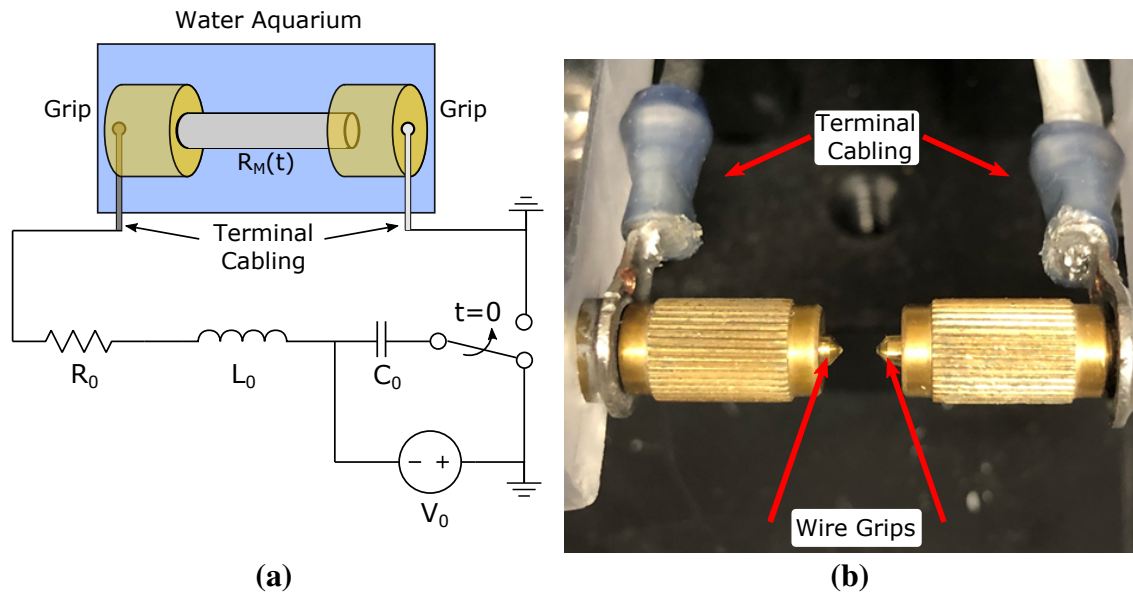 Water Aquarium
Grip
Grip
R_M(t)
Terminal
Cabling
t=0
R_0
L_0
C_0
− +
V_0
(a)
Terminal
Cabling
Wire Grips
(b)